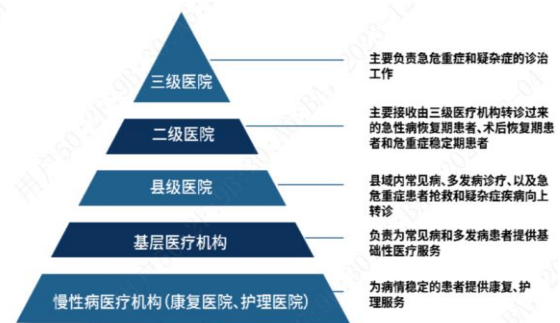 三级医院
主要负责急危重症和疑杂症的诊治
工作
二级医院
主要接收由三级医疗机构转诊过来
的急性病恢复期患者、术后恢复期患
者和危重症稳定期患者
县级医院
县域内常见病、多发病诊疗、以及急
危重症患者抢救和疑杂症疾病向上
转诊
基层医疗机构
负责为常见病和多发病患者提供基
础性医疗服务
慢性病医疗机构(康复医院、护理医院)
为病情稳定的患者提供康复、护
理服务